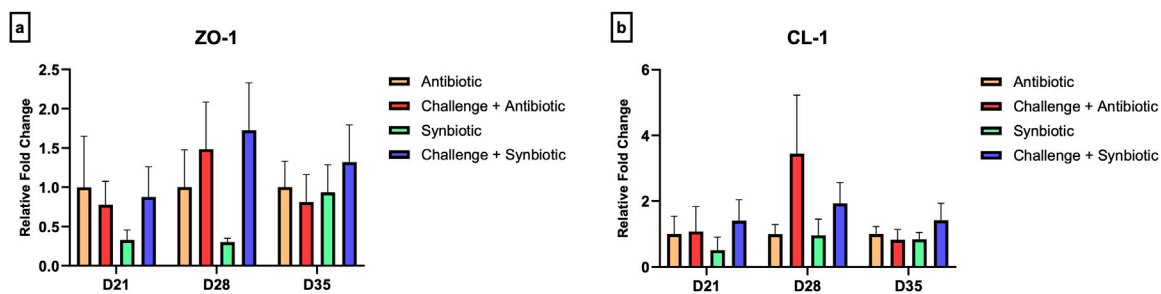 a
ZO-1
Relative Fold Change
2.5
2.0
1.5
1.0
0.5
0.0
D21
D28
D35
Antibiotic
Challenge + Antibiotic
Synbiotic
Challenge + Synbiotic
b
CL-1
Relative Fold Change
6
4
2
0
D21
D28
D35
Antibiotic
Challenge + Antibiotic
Synbiotic
Challenge + Synbiotic